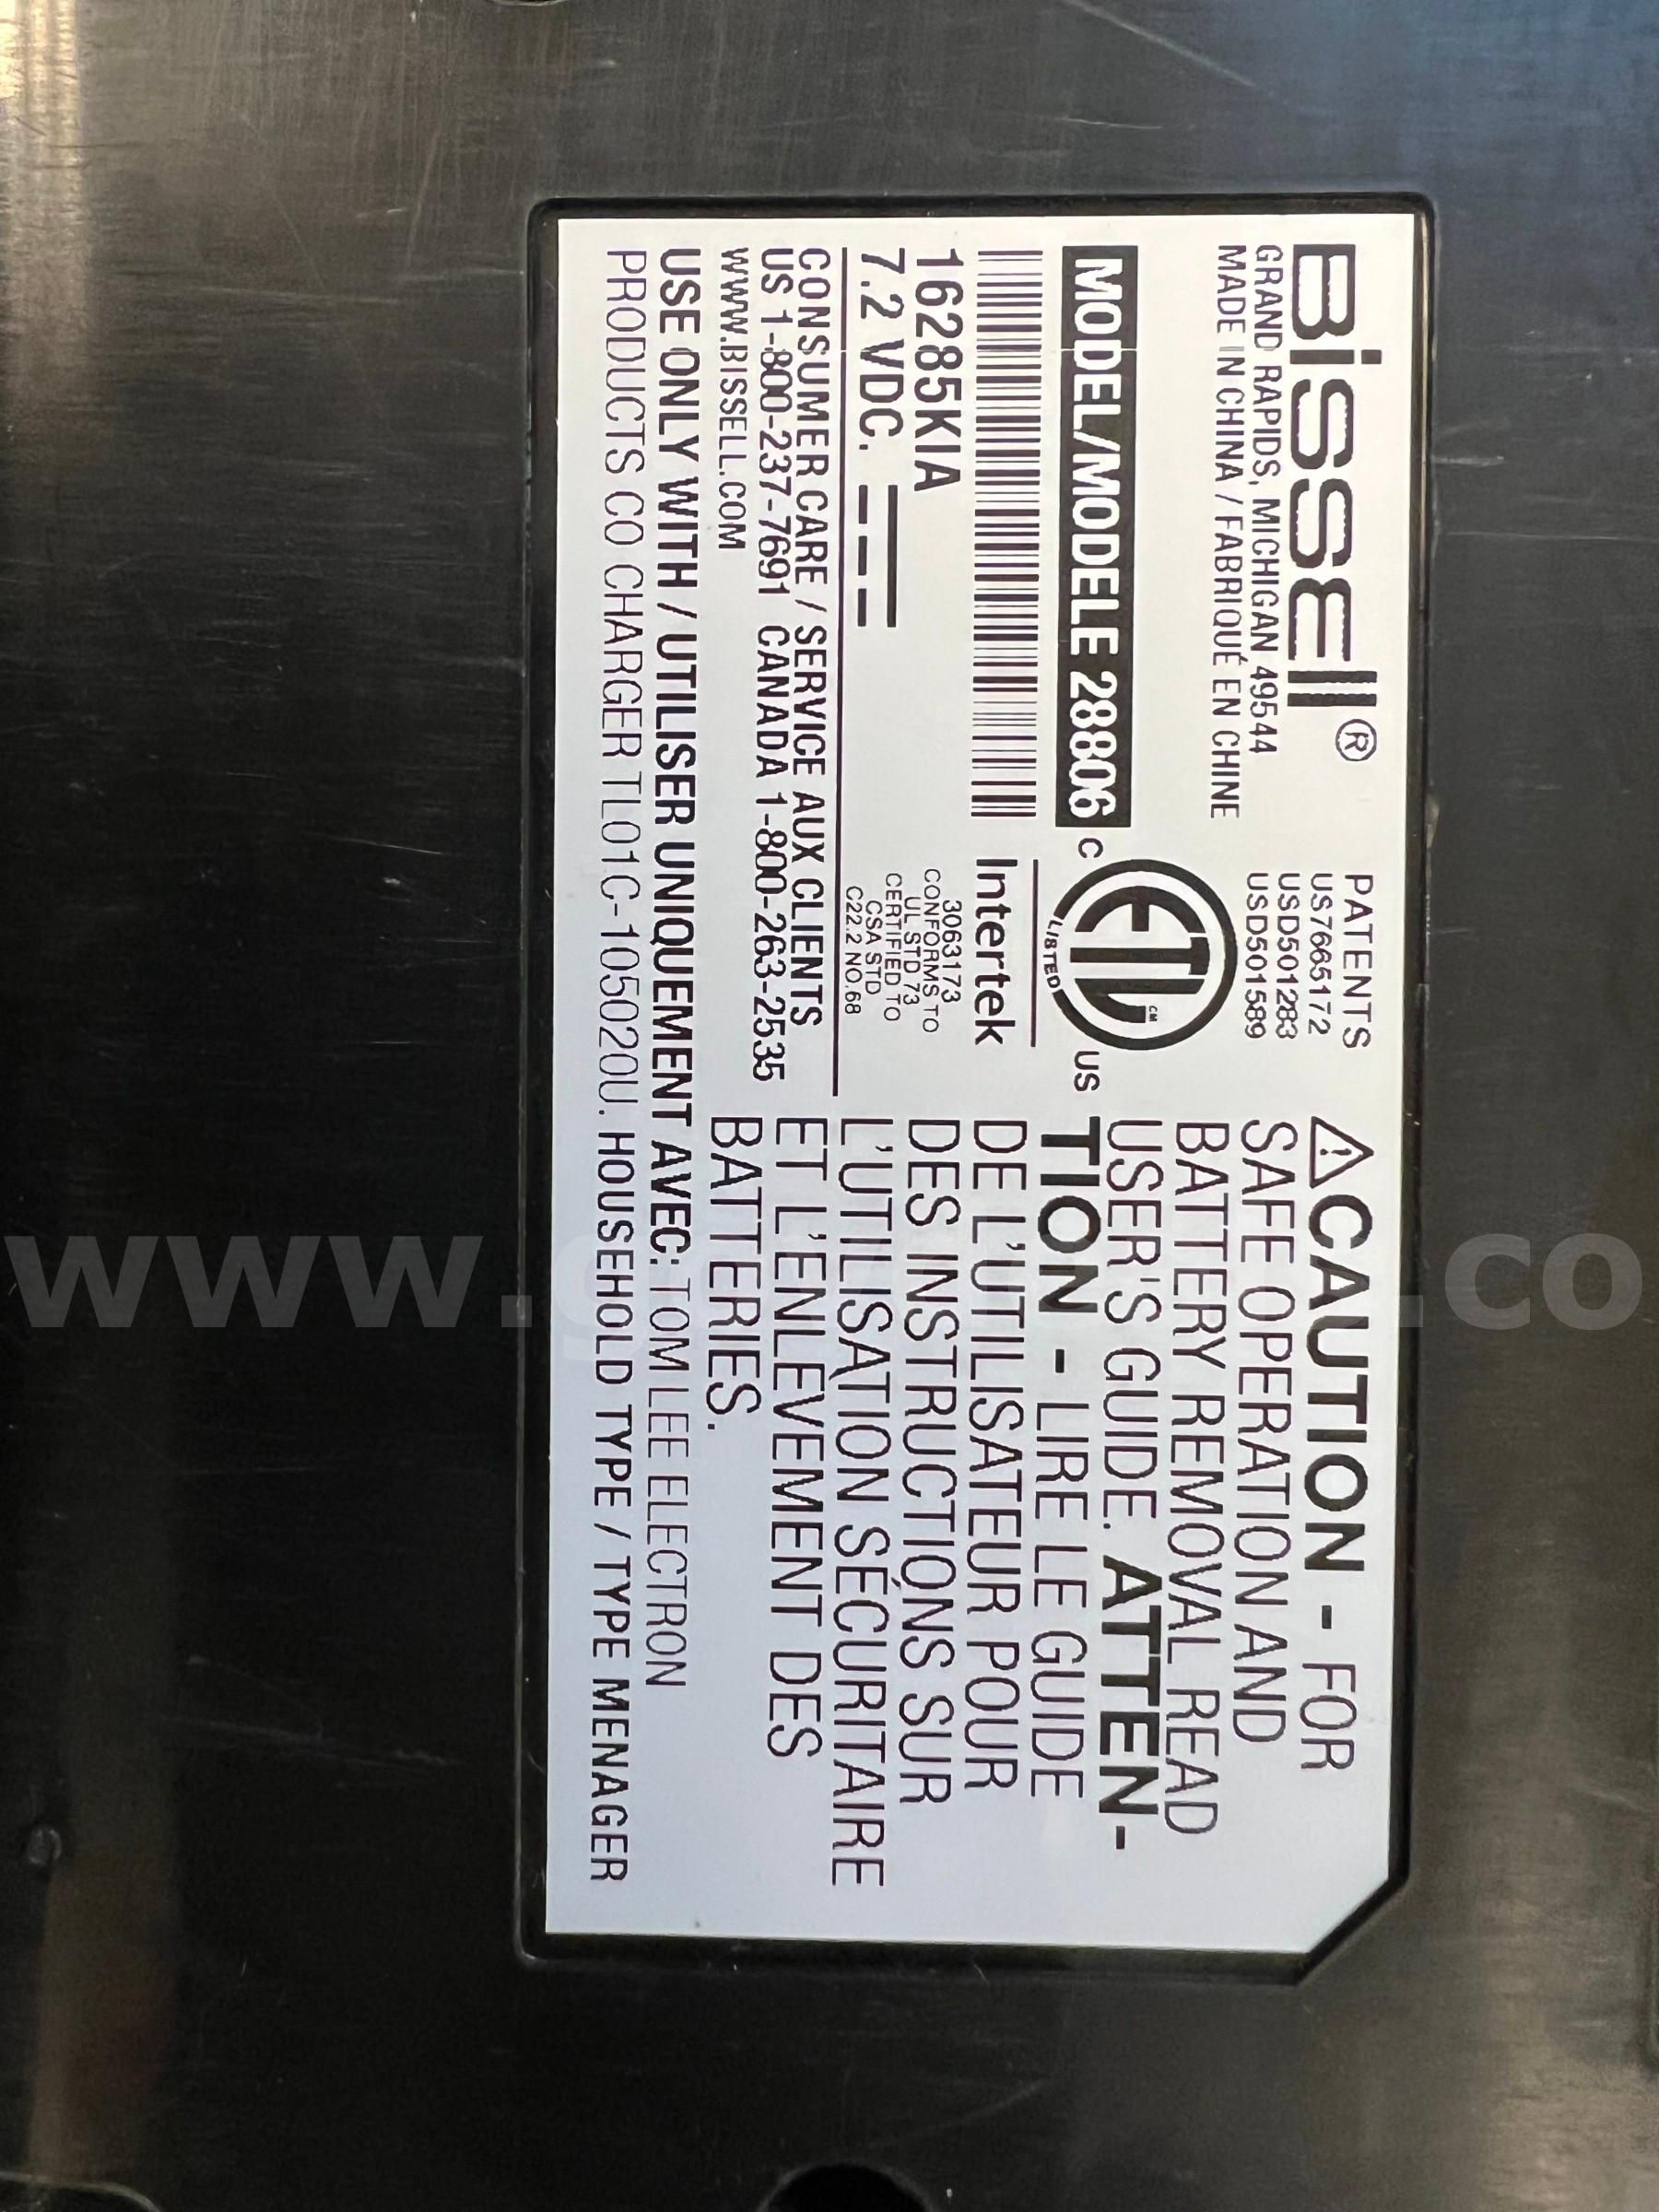 BISSELL®
GRAND RAPIDS, MICHIGAN 49544
MADE IN CHINA / FABRIQUÉ EN CHINE
MODEL/MODELE 28806
16285KIA
7.2 VDC.
PATENTS
US7665172
USD501283
USD501589
C ETL CM US
LISTED
Intertek
3063173
CONFORMS TO
UL STD 73
CERTIFIED TO
CSA STD
C22.2 NO.68
CONSUMER CARE / SERVICE AUX CLIENTS
US 1-800-237-7691 CANADA 1-800-263-2535
WWW.BISSELL.COM
⚠CAUTION - FOR
SAFE OPERATION AND
BATTERY REMOVAL READ
USER'S GUIDE. ATTEN-
TION - LIRE LE GUIDE
DE L'UTILISATEUR POUR
DES INSTRUCTIONS SUR
L'UTILISATION SÉCURITAIRE
ET L'ENLEVEMENT DES
BATTERIES.
USE ONLY WITH / UTILISER UNIQUEMENT AVEC: TOM LEE ELECTRON
PRODUCTS CO CHARGER TL01C-105020U. HOUSEHOLD TYPE / TYPE MENAGER